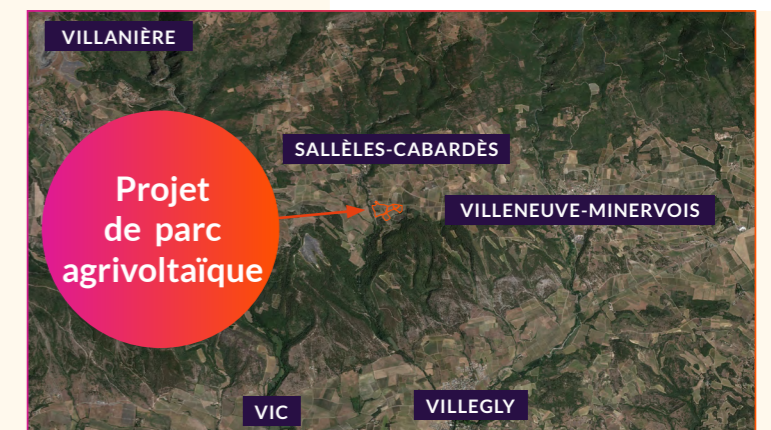 VILLANIÈRE
SALLÈLES-CABARDÈS
Projet
de parc
agrivoltaïque
VILLENEUVE-MINERVOIS
VIC
VILLEGLY